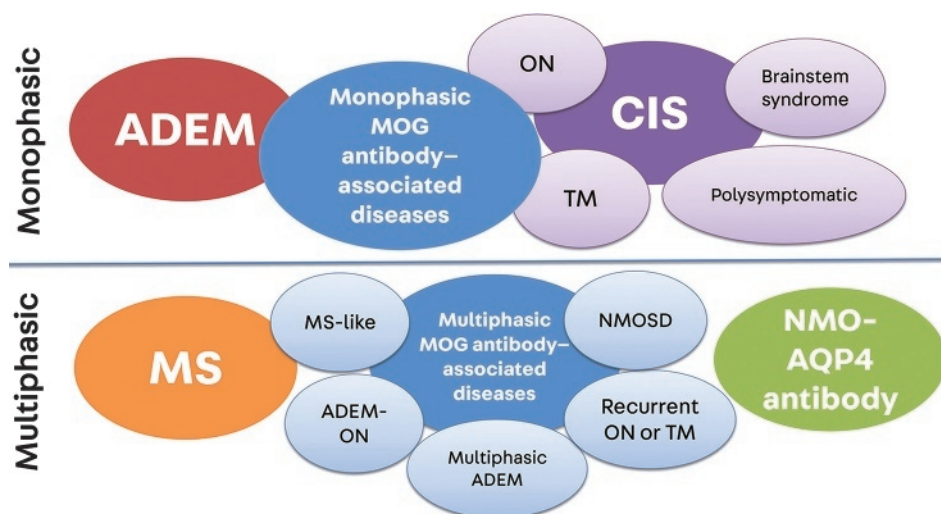 Monophasic
ADEM
Monophasic
MOG
antibody–
associated
diseases
ON
TM
CIS
Brainstem
syndrome
Polysymptomatic
Multiphasic
MS
MS-like
ADEM-
ON
Multiphasic
MOG antibody–
associated
diseases
Multiphasic
ADEM
NMOSD
Recurrent
ON or TM
NMO-
AQP4
antibody